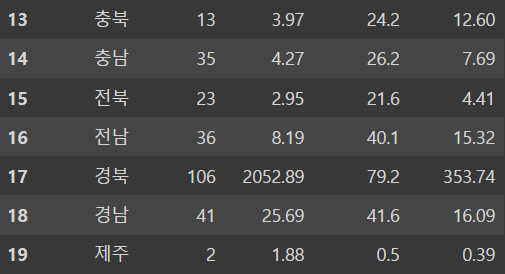 13 충북 13 3.97 24.2 12.60
14 충남 35 4.27 26.2 7.69
15 전북 23 2.95 21.6 4.41
16 전남 36 8.19 40.1 15.32
17 경북 106 2052.89 79.2 353.74
18 경남 41 25.69 41.6 16.09
19 제주 2 1.88 0.5 0.39